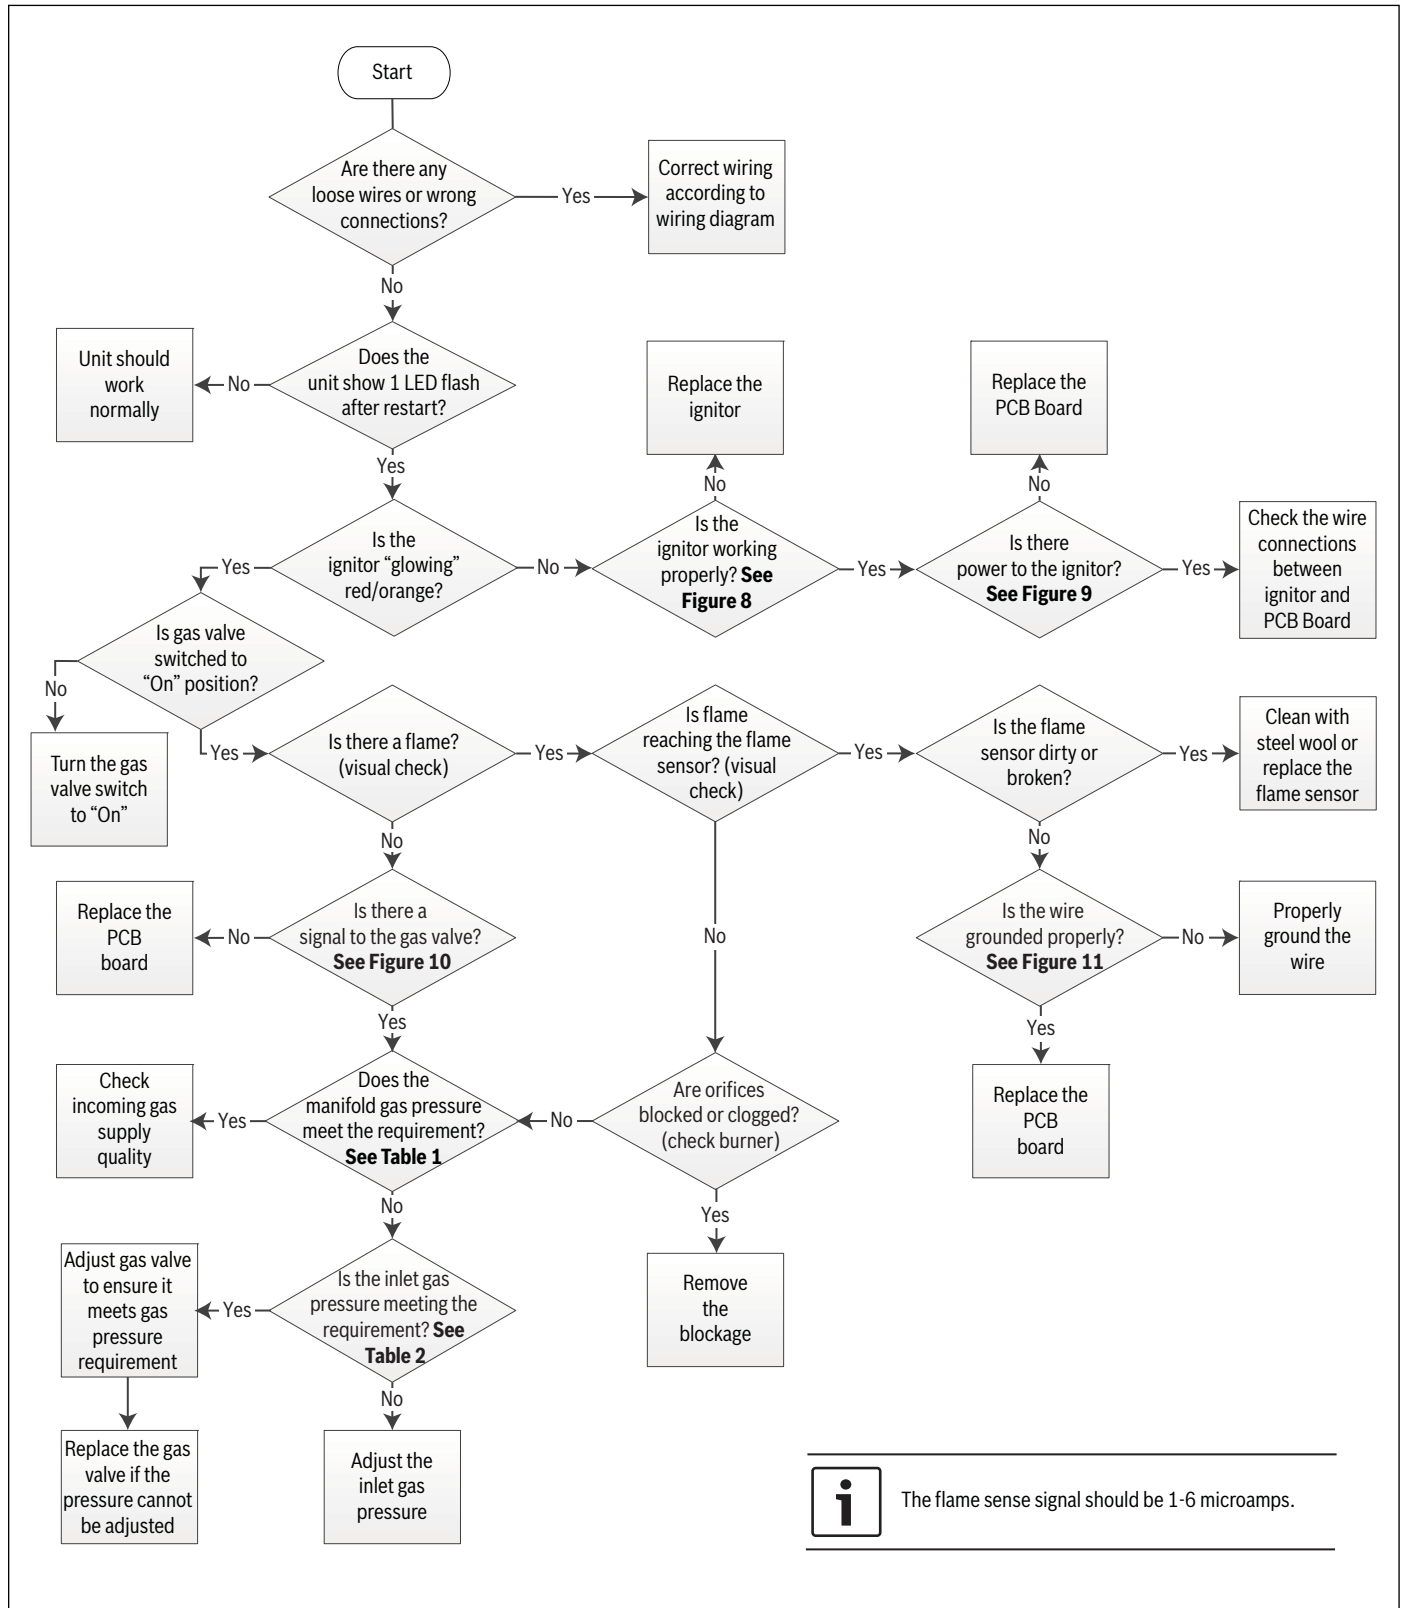 Start
Are there any
loose wires or wrong
connections?
Yes
Correct wiring
according to
wiring diagram
No
Unit should
work
normally
No
Does the
unit show 1 LED flash
after restart?
Yes
Replace the
ignitor
Replace the
PCB Board
No
No
Yes
Is the
ignitor “glowing”
red/orange?
No
Is the
ignitor working
properly? See
Figure 8
Yes
Is there
power to the ignitor?
See Figure 9
Yes
Check the wire
connections
between
ignitor and
PCB Board
Is gas valve
switched to
“On” position?
No
Turn the gas
valve switch
to “On”
Yes
Is there a flame?
(visual check)
Yes
Is flame
reaching the flame
sensor? (visual
check)
Yes
Is the flame
sensor dirty or
broken?
Yes
Clean with
steel wool or
replace the
flame sensor
No
No
Replace the
PCB
board
No
Is there a
signal to the gas valve?
See Figure 10
No
Is the wire
grounded properly?
See Figure 11
No
Properly
ground the
wire
Yes
Yes
Check
incoming gas
supply
quality
Yes
Does the
manifold gas pressure
meet the requirement?
See Table 1
No
Are orifices
blocked or clogged?
(check burner)
Replace the
PCB
board
No
Yes
Adjust gas valve
to ensure it
meets gas
pressure
requirement
Yes
Is the inlet gas
pressure meeting the
requirement? See
Table 2
Remove
the
blockage
No
Replace the gas
valve if the
pressure cannot
be adjusted
Adjust the
inlet gas
pressure
i
The flame sense signal should be 1-6 microamps.